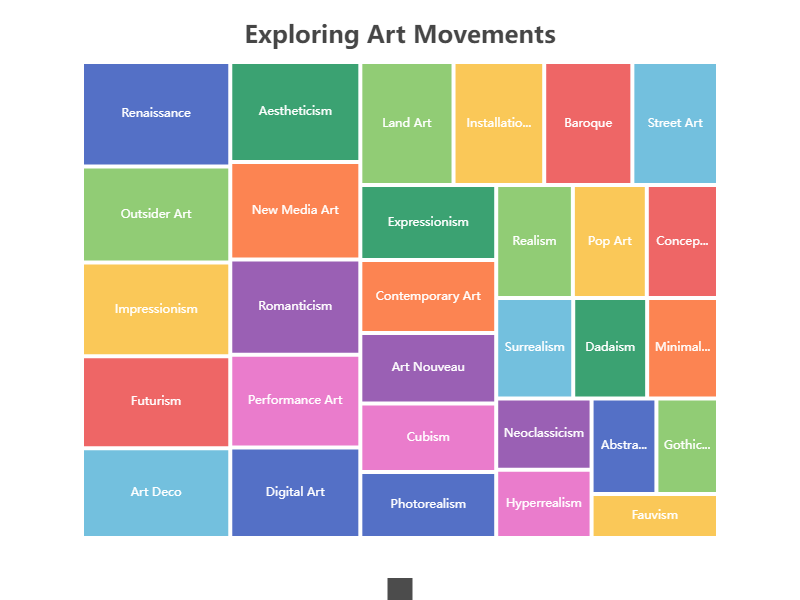 Exploring Art Movements
Renaissance
Outsider Art
Impressionism
Futurism
Art Deco
Aestheticism
New Media Art
Romanticism
Performance Art
Digital Art
Land Art
Installatio...
Baroque
Street Art
Expressionism
Contemporary Art
Art Nouveau
Cubism
Photorealism
Realism
Pop Art
Concep...
Surrealism
Dadaism
Minimal...
Neoclassicism
Hyperrealism
Abstra...
Gothic...
Fauvism